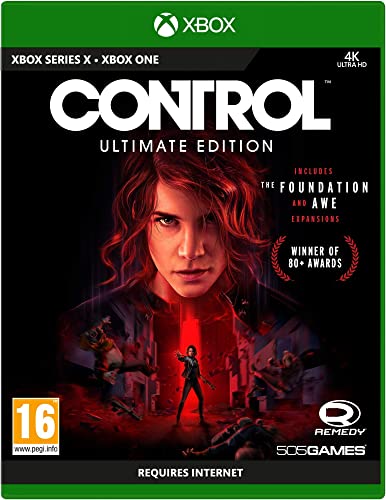 XBOX
XBOX SERIES X • XBOX ONE
4K
ULTRA HD
CONTROL™
ULTIMATE EDITION
INCLUDES
THE FOUNDATION
AND AWE
EXPANSIONS
WINNER OF
80+ AWARDS
16
www.pegi.info
R
REMEDY
505GAMES
REQUIRES INTERNET